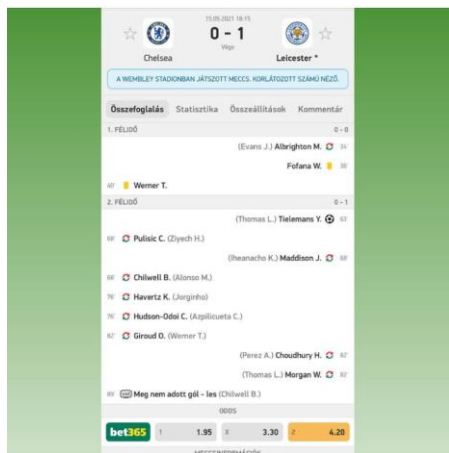 15.05.2021 18:15
0 - 1
Vége
Chelsea
Leicester *
A WEMBLEY STADIONBAN JÁTSZOTT MECCS. KORLÁTOZOTT SZÁMÚ NÉZŐ.
Összefoglalás Statisztika Összeállítások Kommentár
1. FÉLIDŐ 0 - 0
(Evans J.) Albrighton M. 34'
Fofana W. 38'
40' Werner T.
2. FÉLIDŐ 0 - 1
(Thomas L.) Tielemans Y. 63'
68' Pulisic C. (Ziyech H.)
(Iheanacho K.) Maddison J. 68'
68' Chilwell B. (Alonso M.)
76' Havertz K. (Jorginho)
76' Hudson-Odoi C. (Azpilicueta C.)
82' Giroud O. (Werner T.)
(Perez A.) Choudhury H. 82'
(Thomas L.) Morgan W. 82'
89' Meg nem adott gól - les (Chilwell B.)
ODDS
bet365 1 1.95 X 3.30 2 4.20
MECCSINFORMÁCIÓK